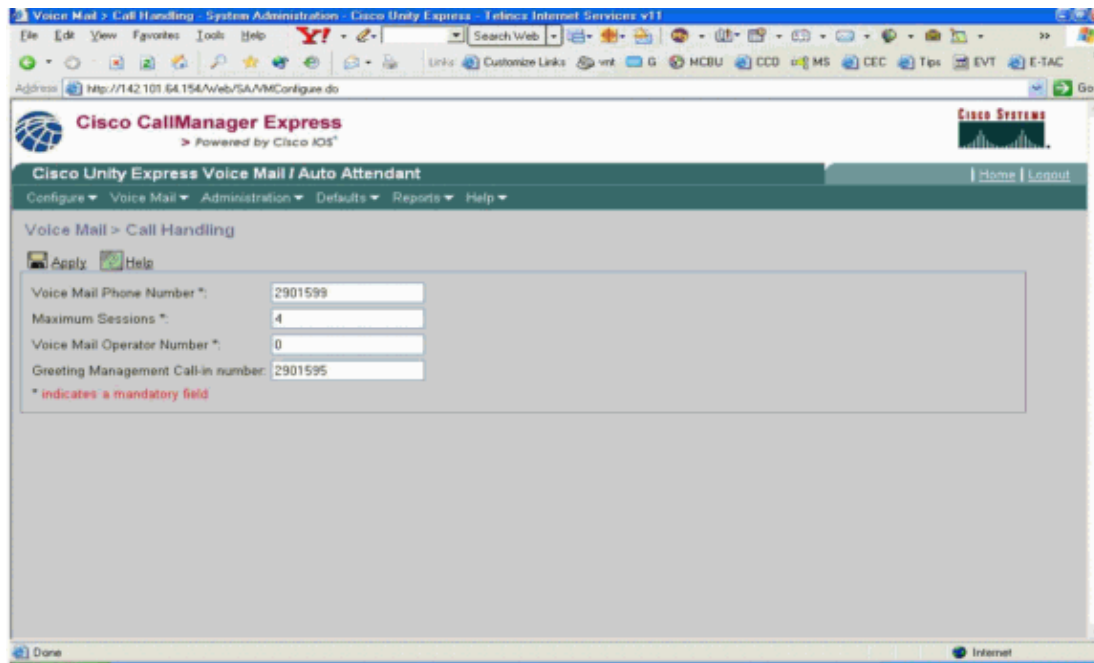 Voice Mail > Call Handling - System Administration - Cisco Unity Express - Telincs Internet Services v11
File Edit View Favorites Tools Help Y! Search Web
Links Customize Links vnt G MCBU CCO MS CEC Tips EVT E-TAC
Address http://142.101.64.154/Web/SA/VMConfigure.do Go
Cisco CallManager Express
> Powered by Cisco IOS®
CISCO SYSTEMS
Cisco Unity Express Voice Mail / Auto Attendant
| Home | Logout
Configure Voice Mail Administration Defaults Reports Help
Voice Mail > Call Handling
Apply Help
Voice Mail Phone Number *: 2901599
Maximum Sessions *: 4
Voice Mail Operator Number *: 0
Greeting Management Call-in number: 2901595
* indicates a mandatory field
Done Internet